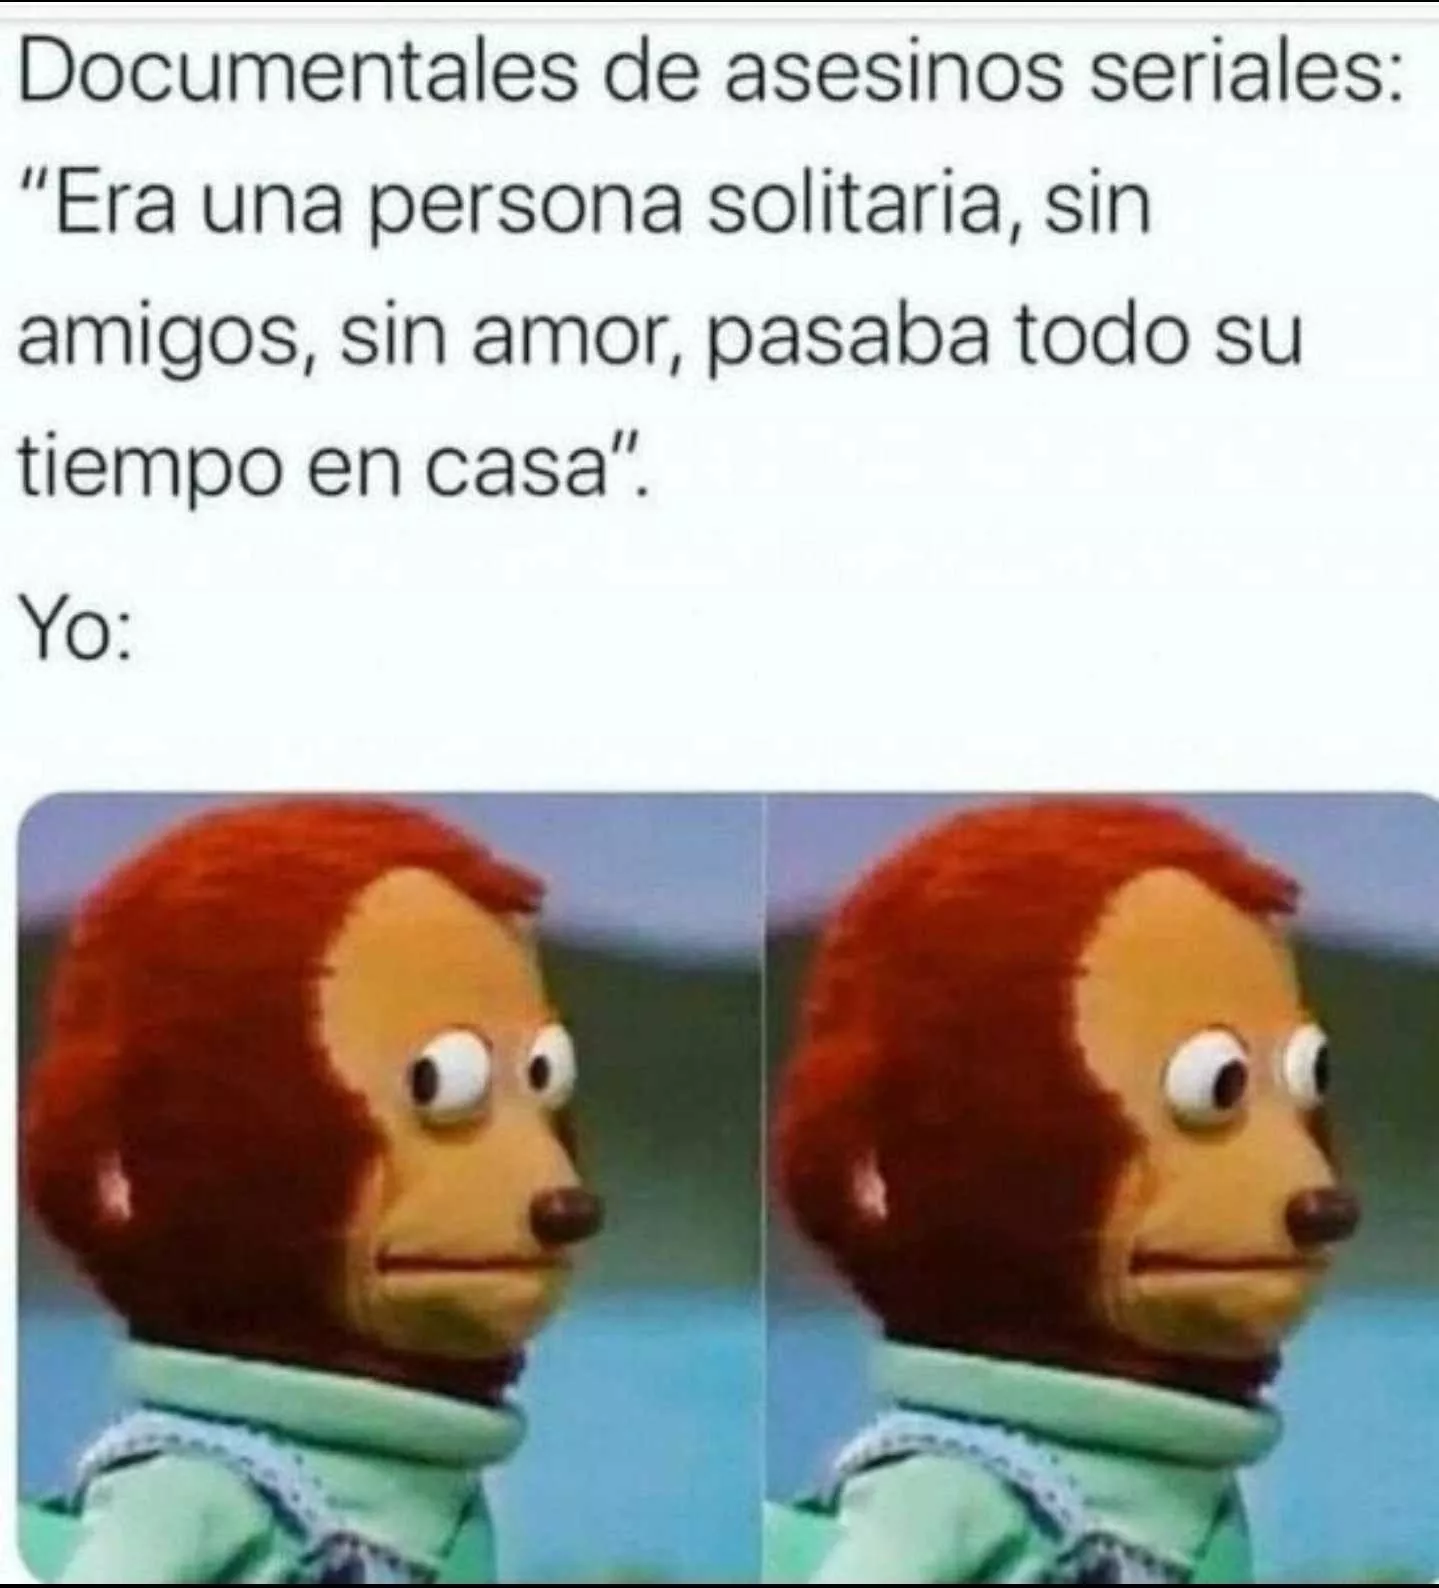 Documentales de asesinos seriales:
“Era una persona solitaria, sin
amigos, sin amor, pasaba todo su
tiempo en casa”.
Yo: